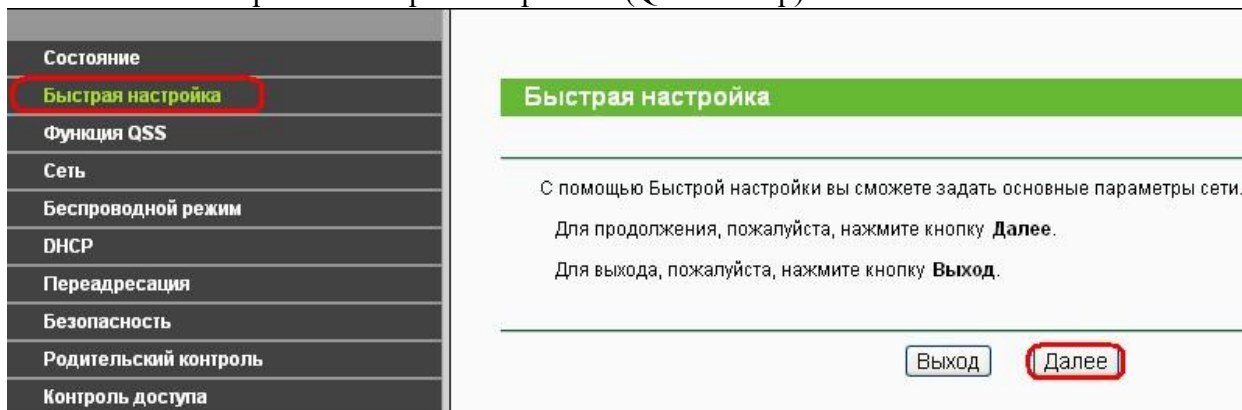 Состояние
Быстрая настройка
Функция QSS
Сеть
Беспроводной режим
DHCP
Переадресация
Безопасность
Родительский контроль
Контроль доступа
Быстрая настройка
С помощью Быстрой настройки вы сможете задать основные параметры сети.
Для продолжения, пожалуйста, нажмите кнопку Далее.
Для выхода, пожалуйста, нажмите кнопку Выход.
Выход Далее